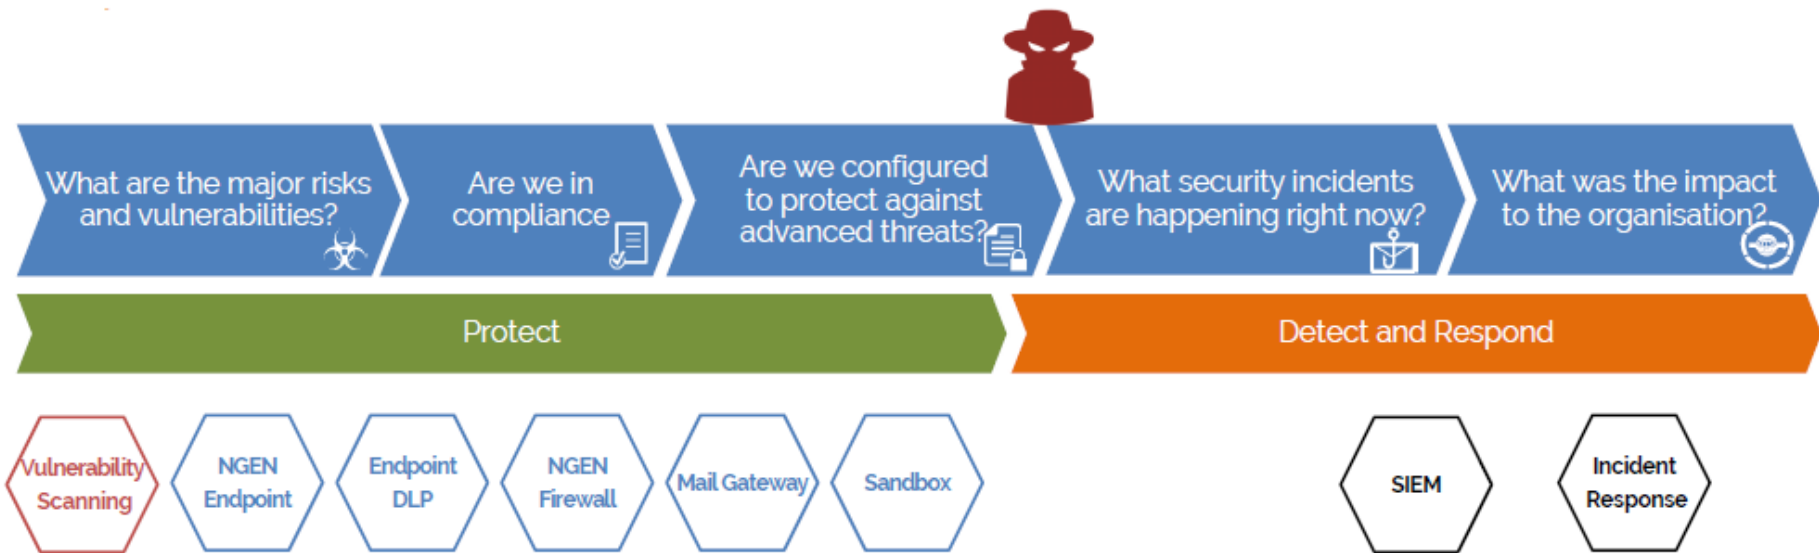 What are the major risks
and vulnerabilities?
Are we in
compliance
Are we configured
to protect against
advanced threats?
What security incidents
are happening right now?
What was the impact
to the organisation?
Protect
Detect and Respond
Vulnerability
Scanning
NGEN
Endpoint
Endpoint
DLP
NGEN
Firewall
Mail Gateway
Sandbox
SIEM
Incident
Response